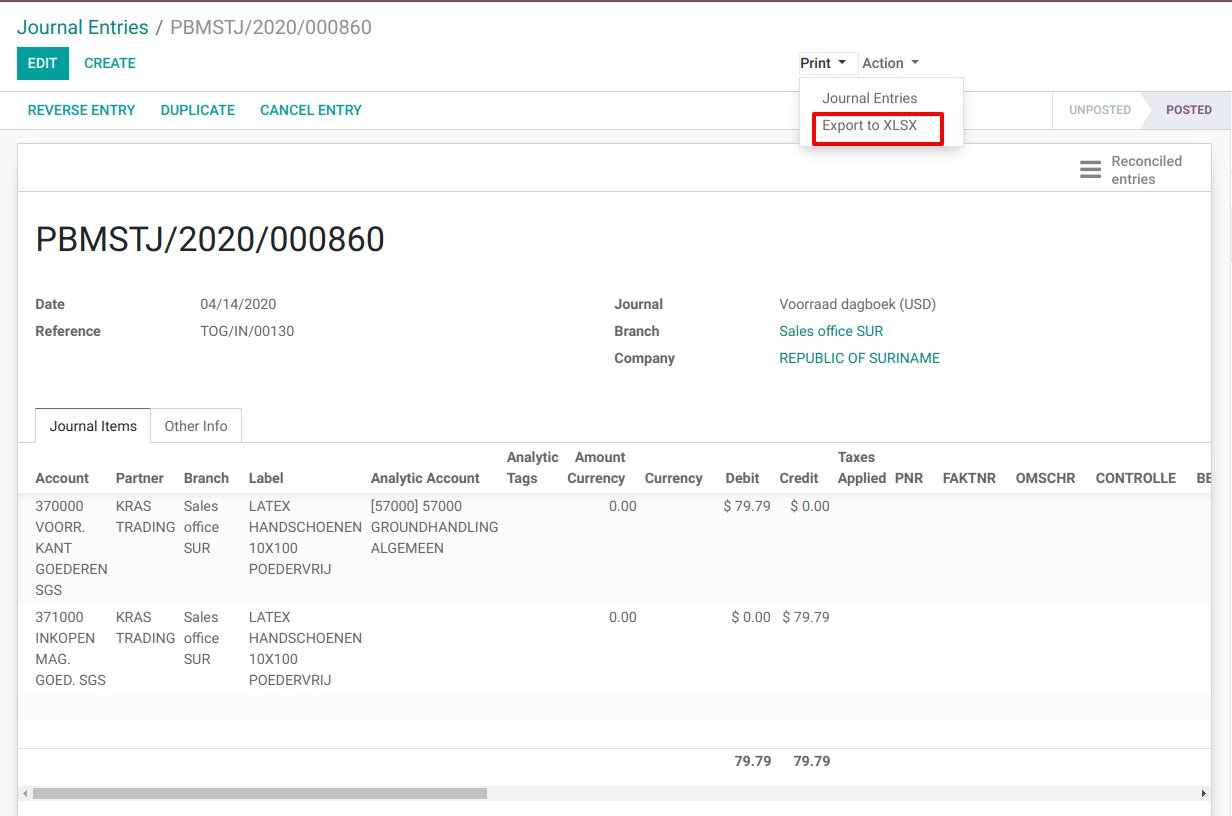 Journal Entries / PBMSTJ/2020/000860
EDIT CREATE Print Action
Journal Entries
Export to XLSX
REVERSE ENTRY DUPLICATE CANCEL ENTRY UNPOSTED POSTED
Reconciled
entries
PBMSTJ/2020/000860
Date 04/14/2020 Journal Voorraad dagboek (USD)
Reference TOG/IN/00130 Branch Sales office SUR
Company REPUBLIC OF SURINAME
Journal Items Other Info
Analytic Amount Taxes
Account Partner Branch Label Analytic Account Tags Currency Currency Debit Credit Applied PNR FAKTNR OMSCHR CONTROLLE BE
370000 KRAS Sales LATEX [57000] 57000 0.00 $ 79.79 $ 0.00
VOORR. TRADING office HANDSCHOENEN GROUNDHANDLING
KANT SUR 10X100 ALGEMEEN
GOEDEREN POEDERVRIJ
SGS
371000 KRAS Sales LATEX 0.00 $ 0.00 $ 79.79
INKOPEN TRADING office HANDSCHOENEN
MAG. SUR 10X100
GOED. SGS POEDERVRIJ
79.79 79.79